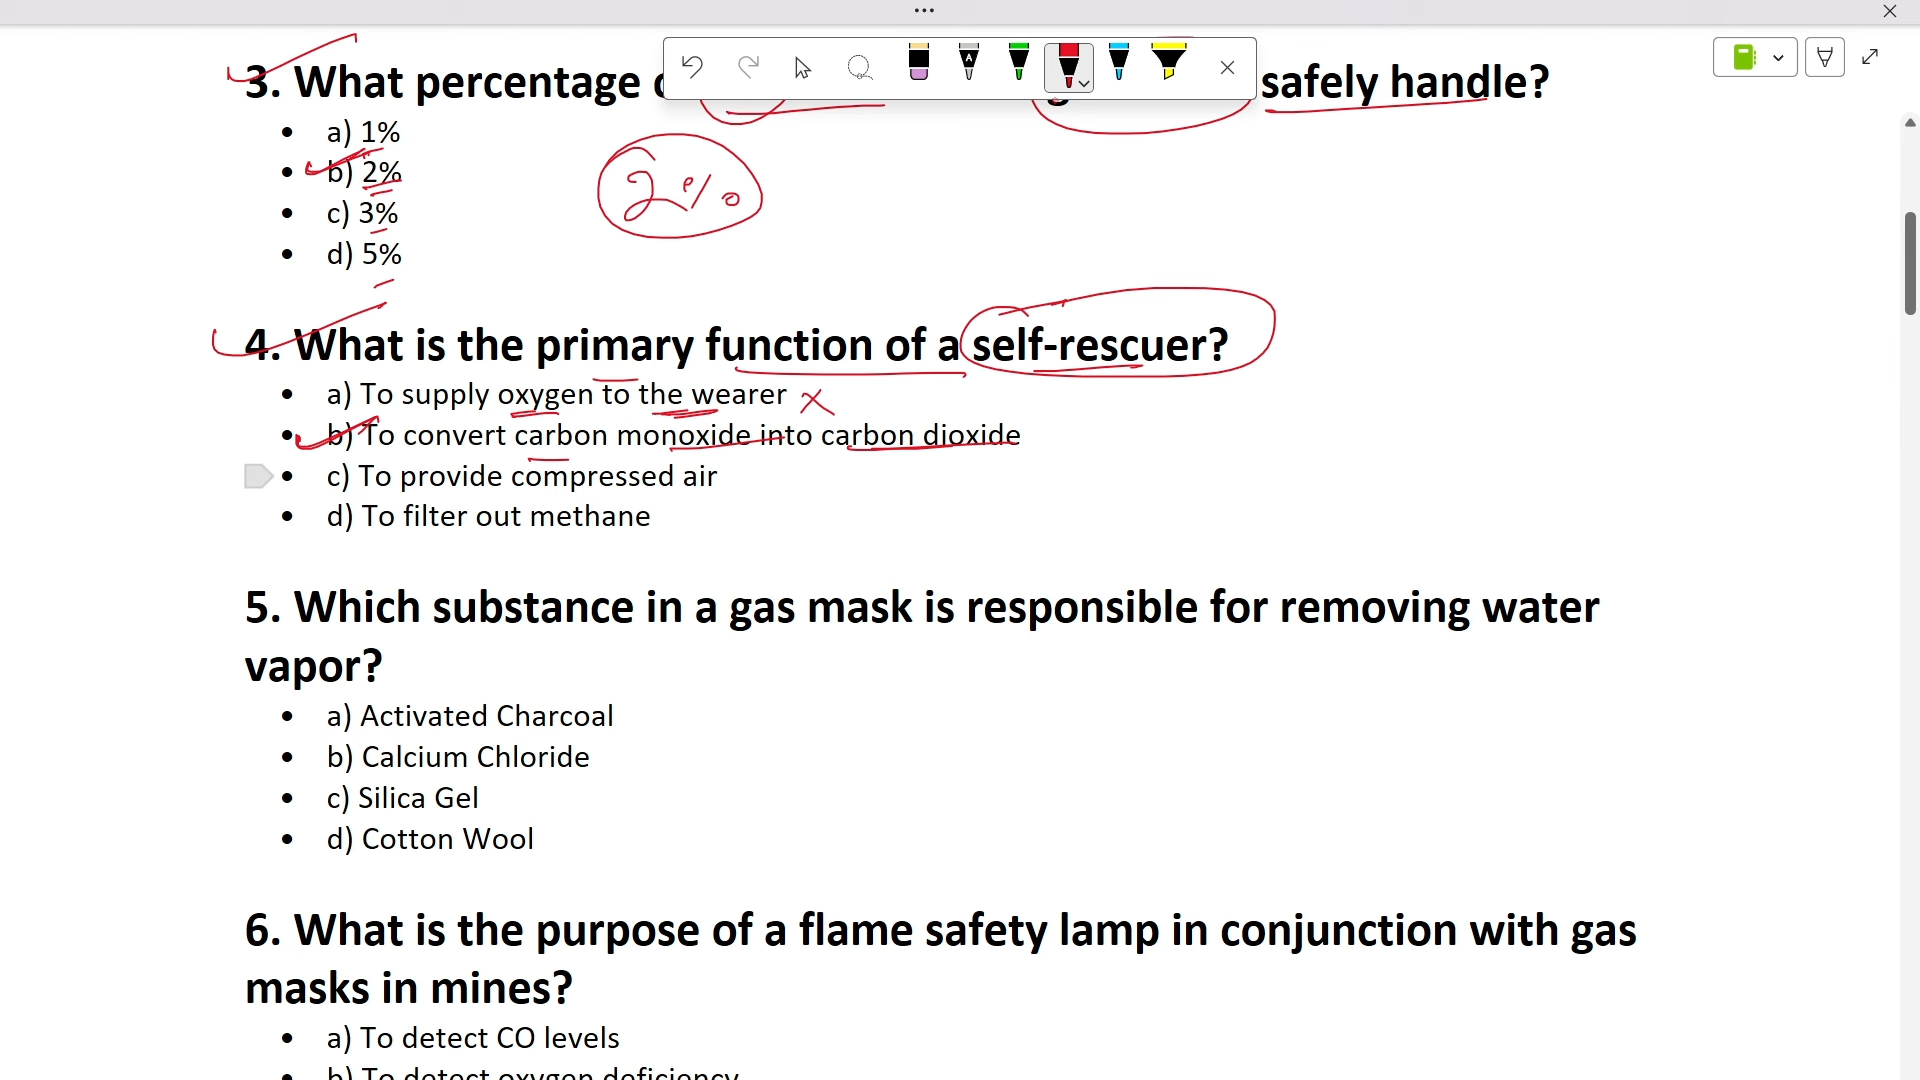 3. What percentage safely handle?
• a) 1%
• b) 2%
2%
• c) 3%
• d) 5%
4. What is the primary function of a self-rescuer?
• a) To supply oxygen to the wearer
• b) To convert carbon monoxide into carbon dioxide
• c) To provide compressed air
• d) To filter out methane
5. Which substance in a gas mask is responsible for removing water
vapor?
• a) Activated Charcoal
• b) Calcium Chloride
• c) Silica Gel
• d) Cotton Wool
6. What is the purpose of a flame safety lamp in conjunction with gas
masks in mines?
• a) To detect CO levels
• b) To detect oxygen deficiency